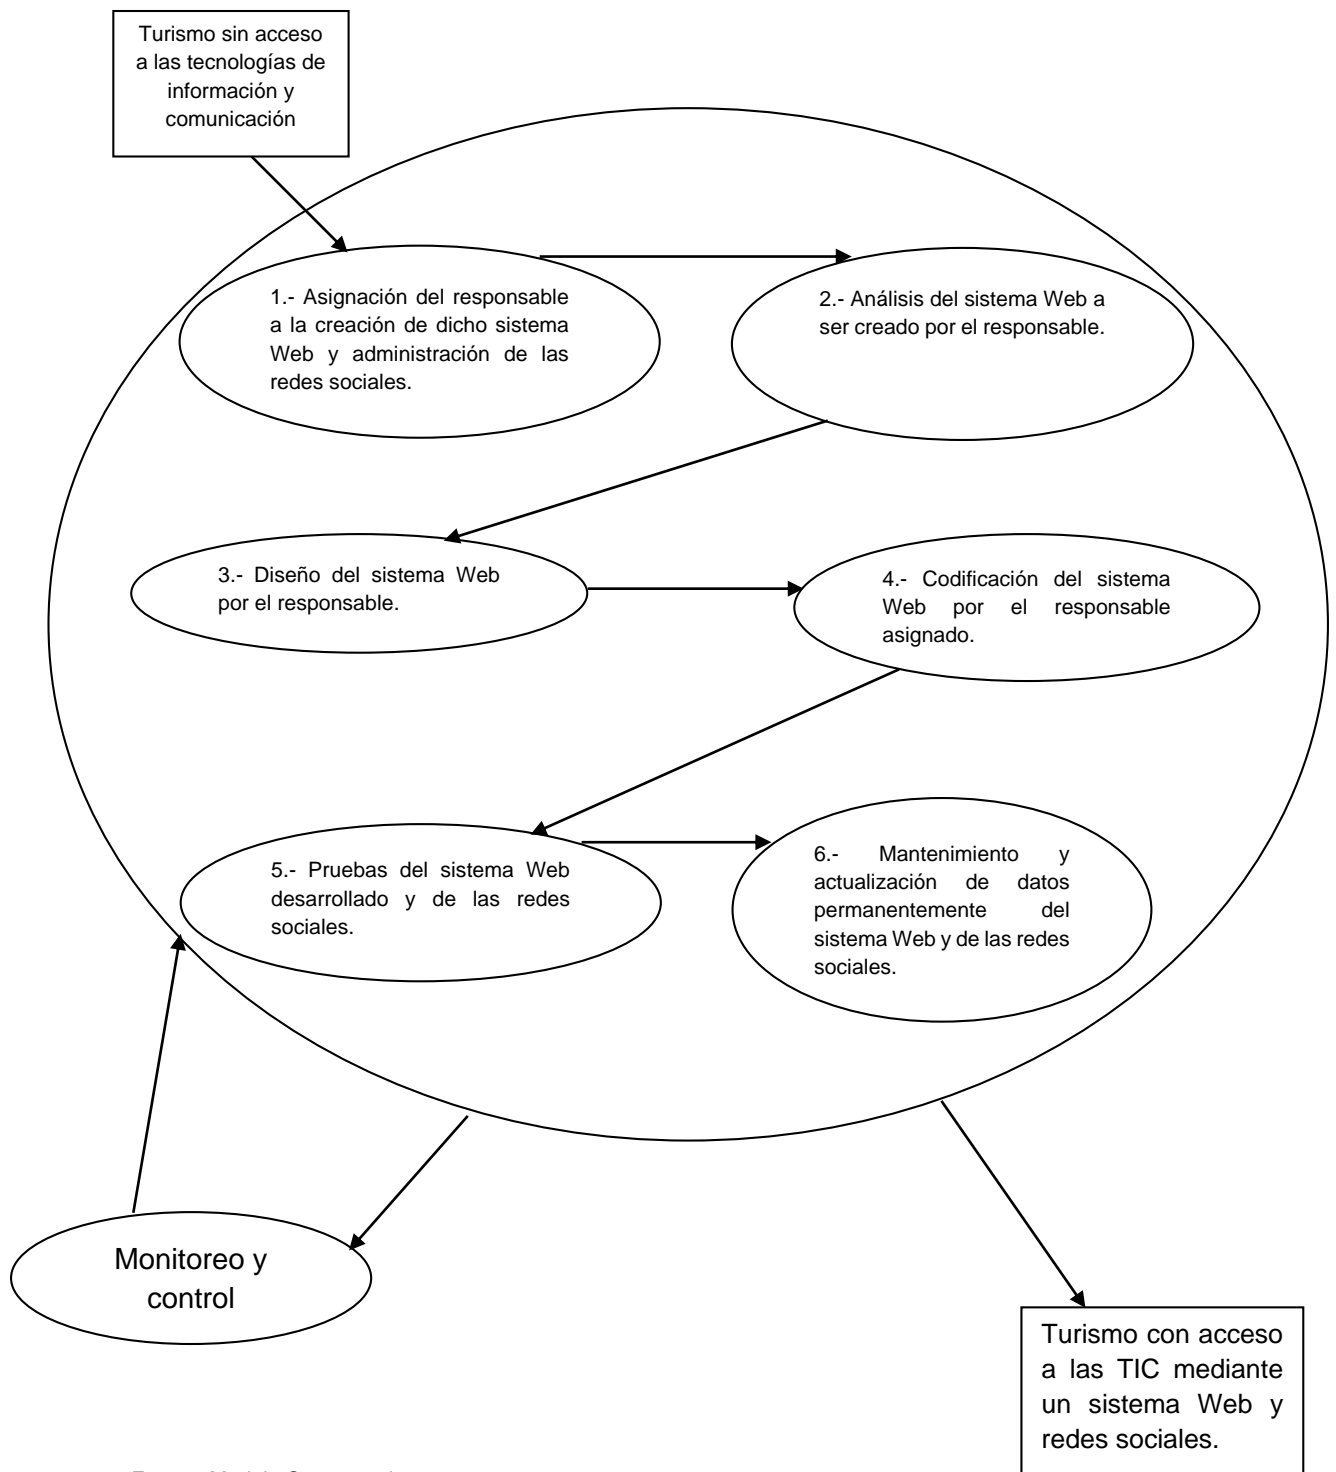 Turismo sin acceso
a las tecnologías de
información y
comunicación
1.- Asignación del responsable
a la creación de dicho sistema
Web y administración de las
redes sociales.
2.- Análisis del sistema Web a
ser creado por el responsable.
3.- Diseño del sistema Web
por el responsable.
4.- Codificación del sistema
Web por el responsable
asignado.
5.- Pruebas del sistema Web
desarrollado y de las redes
sociales.
6.- Mantenimiento y
actualización de datos
permanentemente del
sistema Web y de las redes
sociales.
Monitoreo y
control
Turismo con acceso
a las TIC mediante
un sistema Web y
redes sociales.